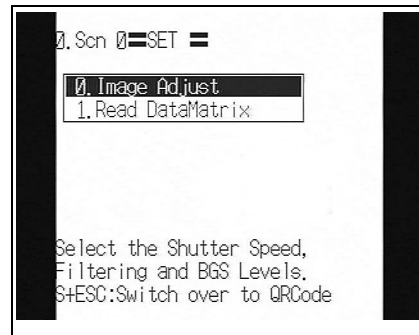 0.Scn 0=SET =
0.Image Adjust
1.Read DataMatrix
Select the Shutter Speed,
Filtering and BGS Levels.
S+ESC:Switch over to QRCode